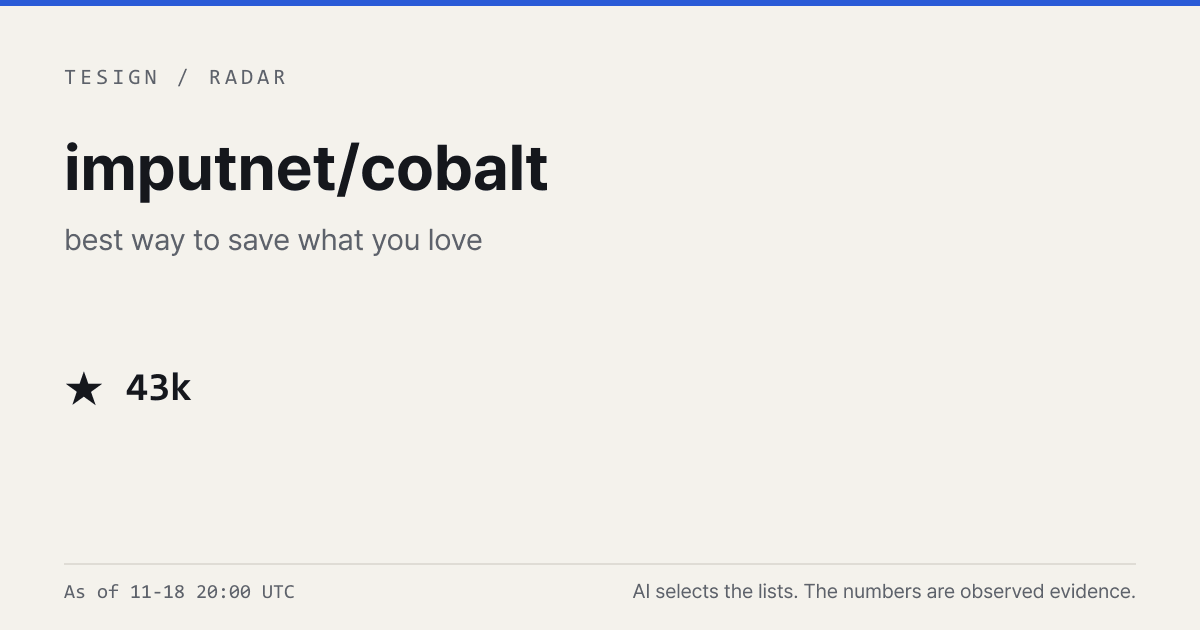 TESIGN / RADAR
imputnet/cobalt
best way to save what you love
★ 43k
As of 11-18 20:00 UTC
AI selects the lists. The numbers are observed evidence.